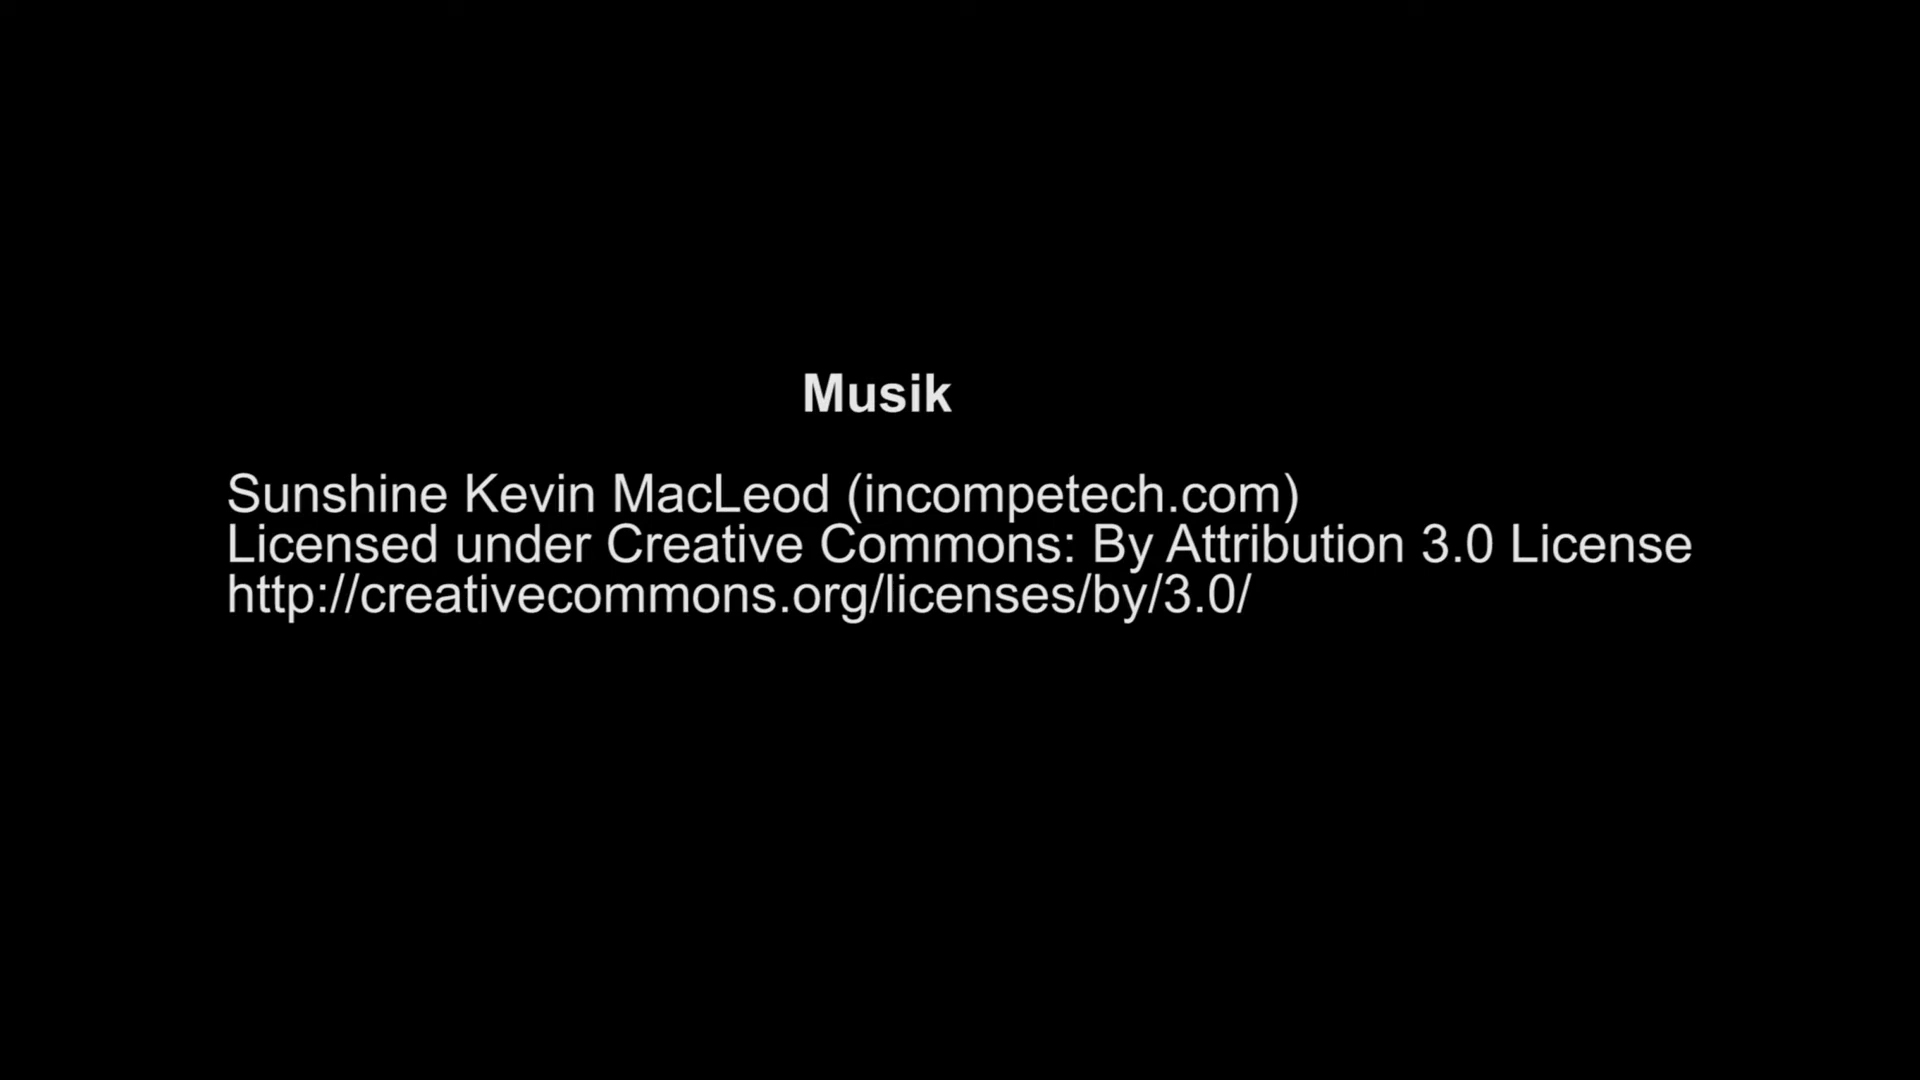 Musik
Sunshine Kevin MacLeod (incompetech.com)
Licensed under Creative Commons: By Attribution 3.0 License
http://creativecommons.org/licenses/by/3.0/